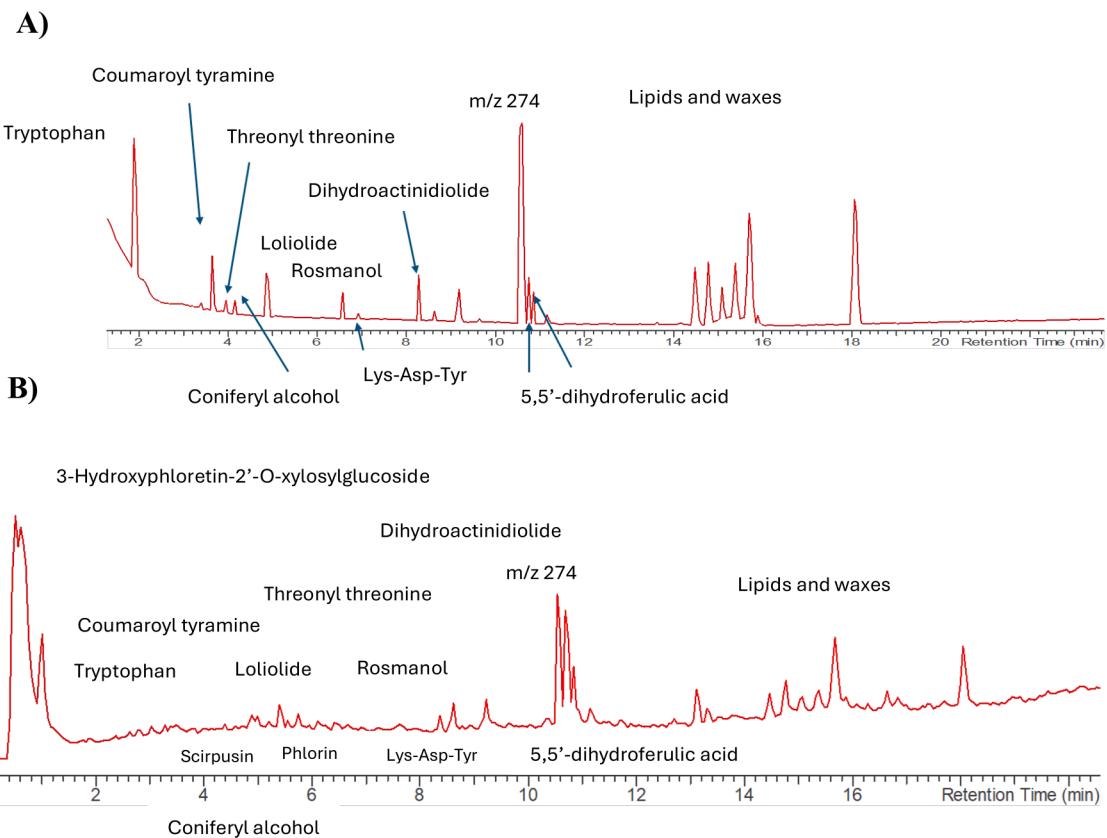 A)
Coumaroyl tyramine
m/z 274
Lipids and waxes
Tryptophan
Threonyl threonine
Dihydroactinidiolide
Loliolide
Rosmanol
2 4 6 8 10 12 14 16 18 20 Retention Time (min)
Lys-Asp-Tyr
Coniferyl alcohol
5,5’-dihydroferulic acid
B)
3-Hydroxyphloretin-2’-O-xylosylglucoside
Dihydroactinidiolide
m/z 274
Lipids and waxes
Threonyl threonine
Coumaroyl tyramine
Tryptophan
Loliolide
Rosmanol
Scirpusin
Phlorin
Lys-Asp-Tyr
5,5’-dihydroferulic acid
2 4 6 8 10 12 14 16 Retention Time (min)
Coniferyl alcohol